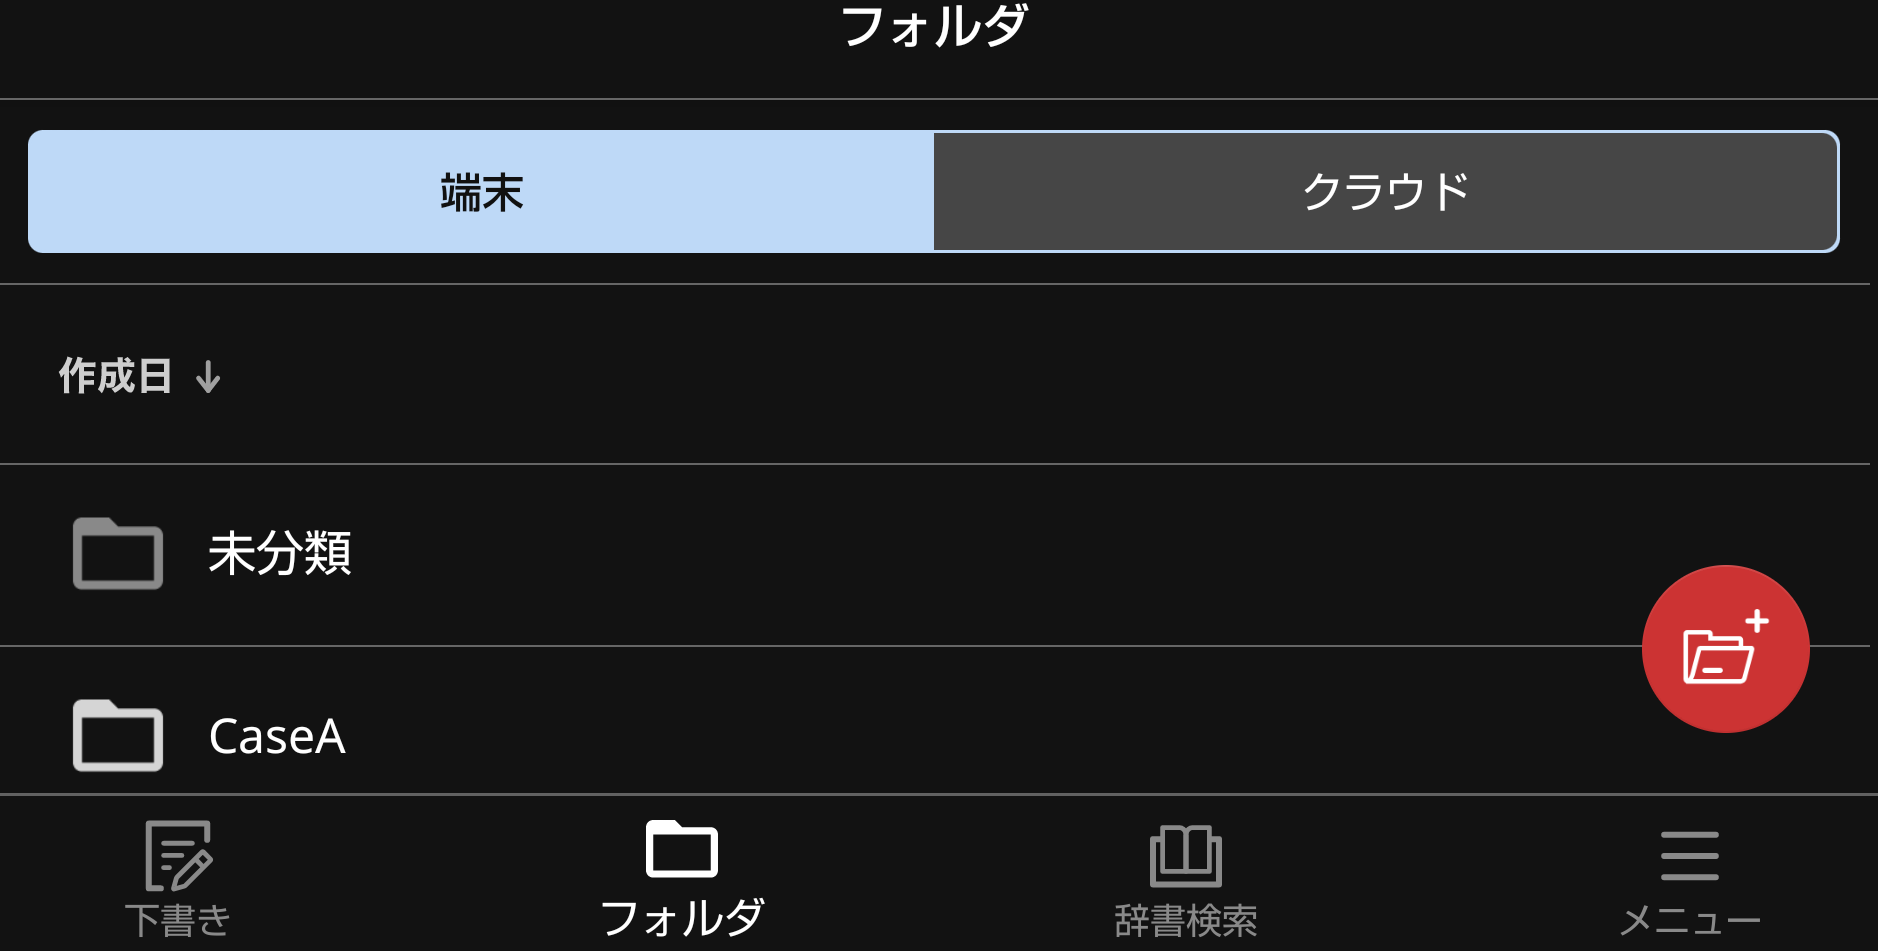 フォルダ
端末
クラウド
作成日 ↓
未分類
CaseA
下書き
フォルダ
辞書検索
メニュー